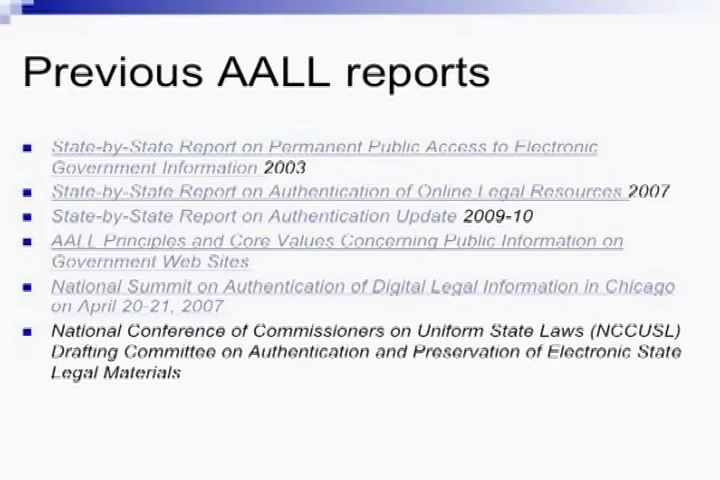 Previous AALL reports
State-by-State Report on Permanent Public Access to Electronic
Government Information 2003
State-by-State Report on Authentication of Online Legal Resources 2007
State-by-State Report on Authentication Update 2009-10
AALL Principles and Core Values Concerning Public Information on
Government Web Sites
National Summit on Authentication of Digital Legal Information in Chicago
on April 20-21, 2007
National Conference of Commissioners on Uniform State Laws (NCCUSL)
Drafting Committee on Authentication and Preservation of Electronic State
Legal Materials